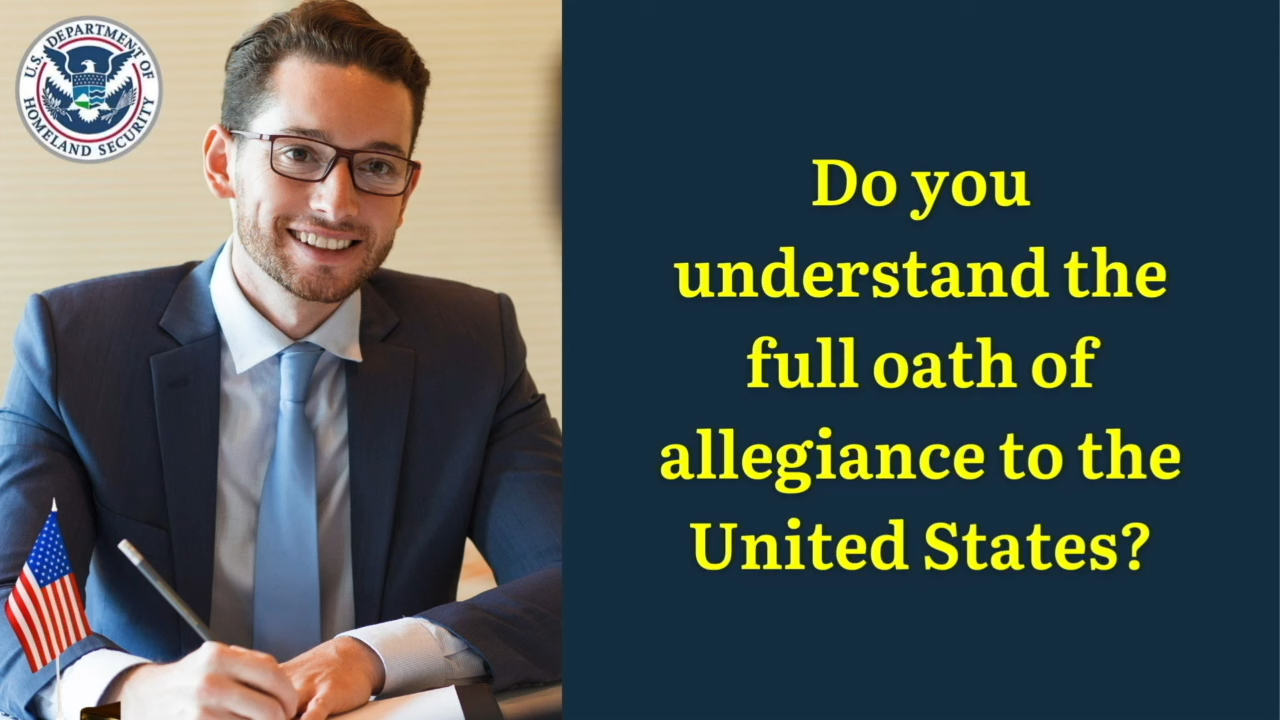 U.S. DEPARTMENT OF
HOMELAND SECURITY
Do you
understand the
full oath of
allegiance to the
United States?